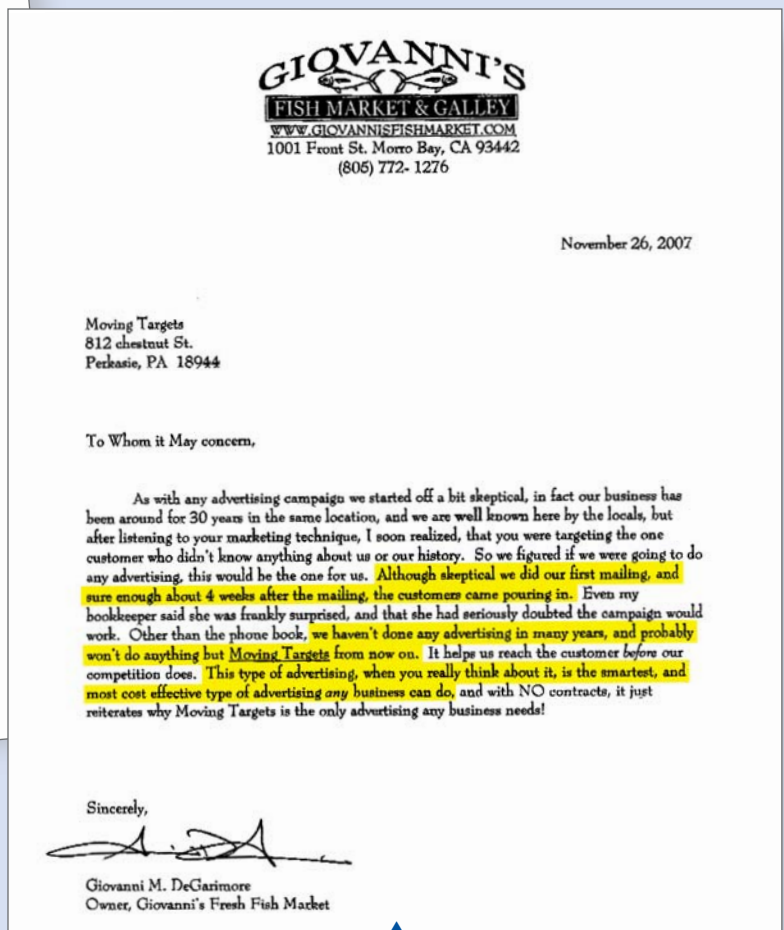 GIOVANNI'S
FISH MARKET & GALLEY
WWW.GIOVANNISFISHMARKET.COM
1001 Front St. Morro Bay, CA 93442
(805) 772- 1276
November 26, 2007
Moving Targets
812 chestnut St.
Perkasie, PA 18944
To Whom it May concern,
As with any advertising campaign we started off a bit skeptical, in fact our business has
been around for 30 years in the same location, and we are well known here by the locals, but
after listening to your marketing technique, I soon realized, that you were targeting the one
customer who didn't know anything about us or our history. So we figured if we were going to do
any advertising, this would be the one for us. Although skeptical we did our first mailing, and
sure enough about 4 weeks after the mailing, the customers came pouring in. Even my
bookkeeper said she was frankly surprised, and that she had seriously doubted the campaign would
work. Other than the phone book, we haven't done any advertising in many years, and probably
won't do anything but Moving Targets from now on. It helps us reach the customer before our
competition does. This type of advertising, when you really think about it, is the smartest, and
most cost effective type of advertising any business can do, and with NO contracts, it just
reiterates why Moving Targets is the only advertising any business needs!
Sincerely,
Giovanni M. DeGarimore
Owner, Giovanni's Fresh Fish Market